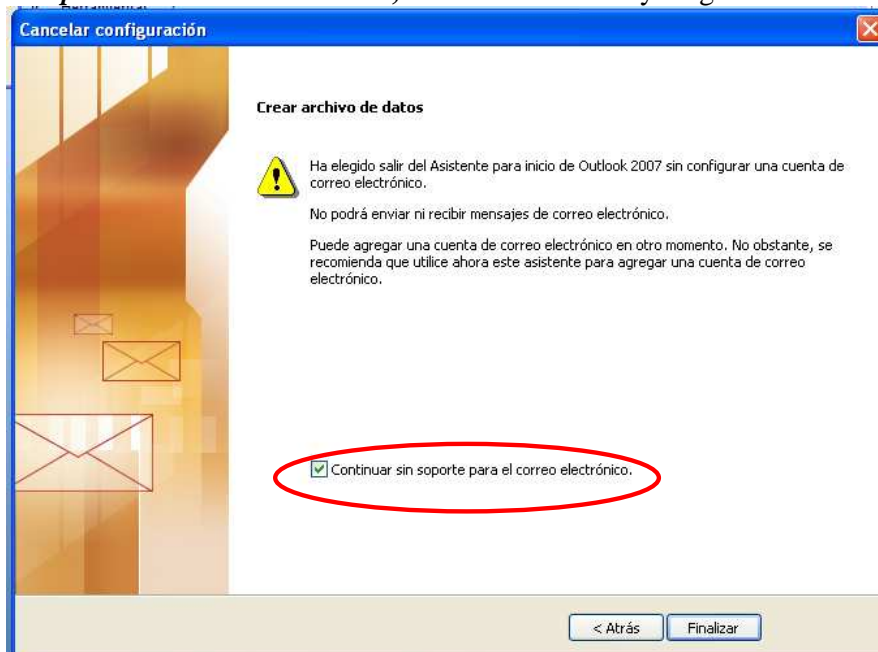 Cancelar configuración
Crear archivo de datos
Ha elegido salir del Asistente para inicio de Outlook 2007 sin configurar una cuenta de
correo electrónico.
No podrá enviar ni recibir mensajes de correo electrónico.
Puede agregar una cuenta de correo electrónico en otro momento. No obstante, se
recomienda que utilice ahora este asistente para agregar una cuenta de correo
electrónico.
Continuar sin soporte para el correo electrónico.
< Atrás Finalizar